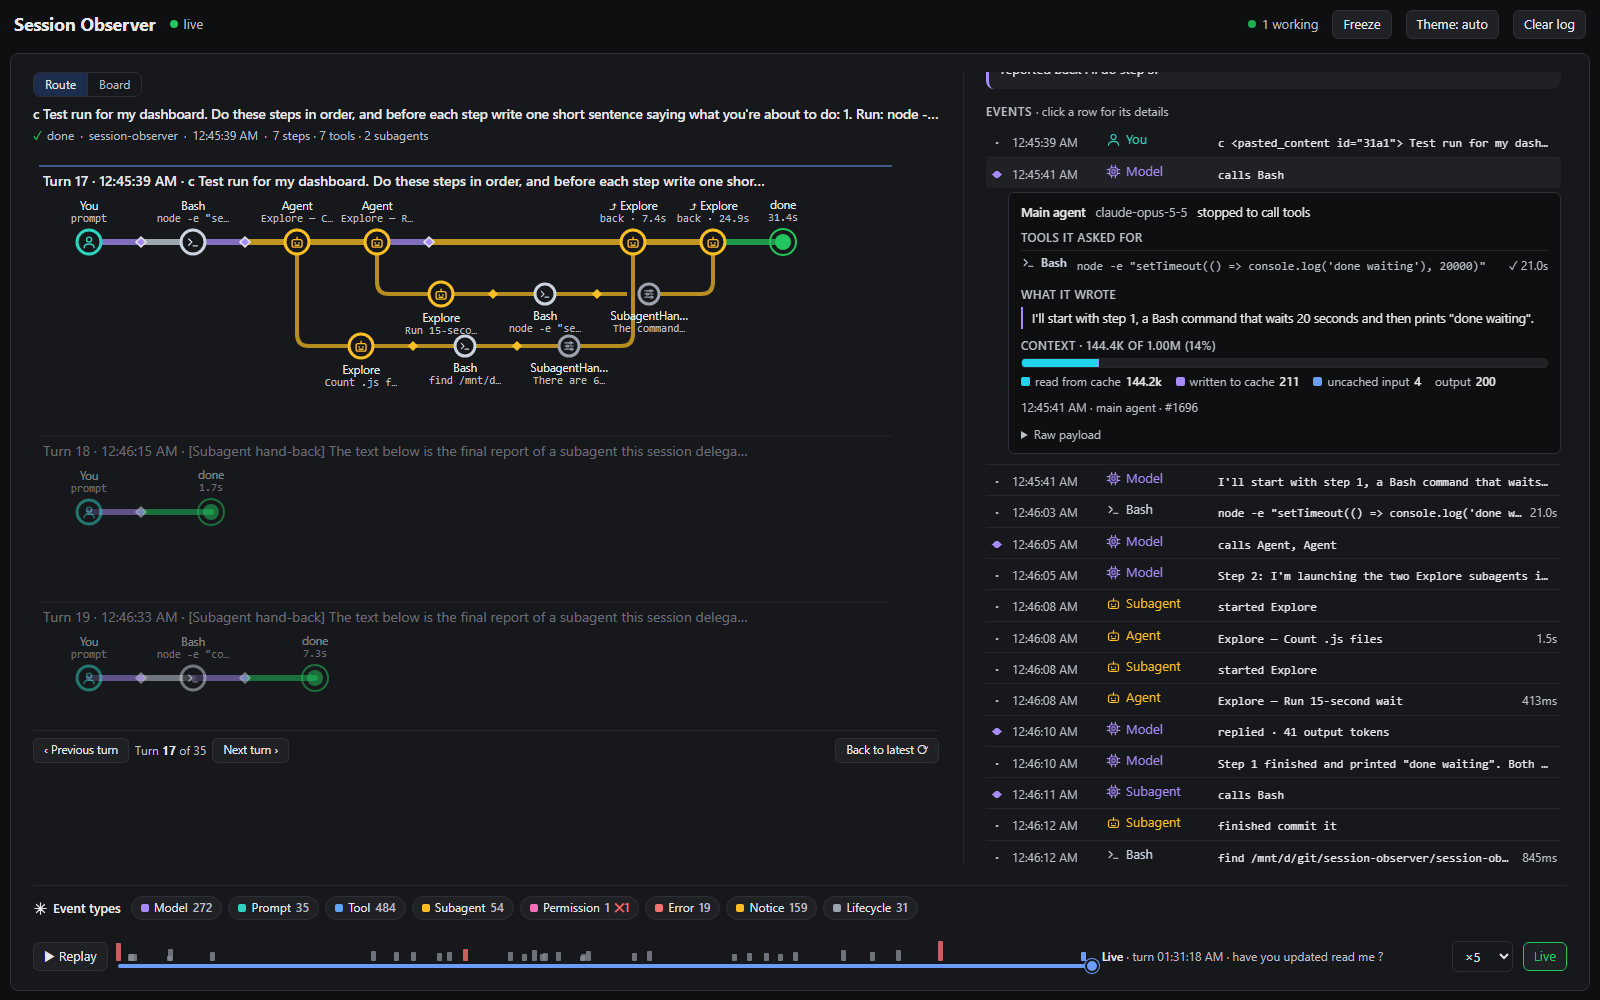 Session Observer
live
1 working
Freeze
Theme: auto
Clear log
Route
Board
c Test run for my dashboard. Do these steps in order, and before each step write one short sentence saying what you're about to do: 1. Run: node -...
✓ done · session-observer · 12:45:39 AM · 7 steps · 7 tools · 2 subagents
Turn 17 · 12:45:39 AM · c Test run for my dashboard. Do these steps in order, and before each step write one shor...
You
prompt
Bash
node -e "se…
Agent
Explore — C…
Agent
Explore — R…
Explore
back · 7.4s
Explore
back · 24.9s
done
31.4s
Explore
Run 15-seco…
Bash
node -e "se…
SubagentHan...
The command…
Explore
Count .js f…
Bash
find /mnt/d…
SubagentHan...
There are 6…
Turn 18 · 12:46:15 AM · [Subagent hand-back] The text below is the final report of a subagent this session delega...
You
prompt
done
1.7s
Turn 19 · 12:46:33 AM · [Subagent hand-back] The text below is the final report of a subagent this session delega...
You
prompt
Bash
node -e "co…
done
7.3s
‹ Previous turn
Turn 17 of 35
Next turn ›
Back to latest
EVENTS · click a row for its details
12:45:39 AM You c <pasted_content id="31a1"> Test run for my dash…
12:45:41 AM Model calls Bash
Main agent claude-opus-5-5 stopped to call tools
TOOLS IT ASKED FOR
Bash node -e "setTimeout(() => console.log('done waiting'), 20000)" ✓ 21.0s
WHAT IT WROTE
I'll start with step 1, a Bash command that waits 20 seconds and then prints "done waiting".
CONTEXT · 144.4K OF 1.00M (14%)
read from cache 144.2k written to cache 211 uncached input 4 output 200
12:45:41 AM · main agent · #1696
Raw payload
12:45:41 AM Model I'll start with step 1, a Bash command that waits…
12:46:03 AM Bash node -e "setTimeout(() => console.log('done w… 21.0s
12:46:05 AM Model calls Agent, Agent
12:46:05 AM Model Step 2: I'm launching the two Explore subagents i…
12:46:08 AM Subagent started Explore
12:46:08 AM Agent Explore — Count .js files 1.5s
12:46:08 AM Subagent started Explore
12:46:08 AM Agent Explore — Run 15-second wait 413ms
12:46:10 AM Model replied · 41 output tokens
12:46:10 AM Model Step 1 finished and printed "done waiting". Both …
12:46:11 AM Subagent calls Bash
12:46:12 AM Subagent finished commit it
12:46:12 AM Bash find /mnt/d/git/session-observer/session-ob… 845ms
Event types
Model 272
Prompt 35
Tool 484
Subagent 54
Permission 1 ✕1
Error 19
Notice 159
Lifecycle 31
Replay
Live · turn 01:31:18 AM · have you updated read me ?
×5
Live